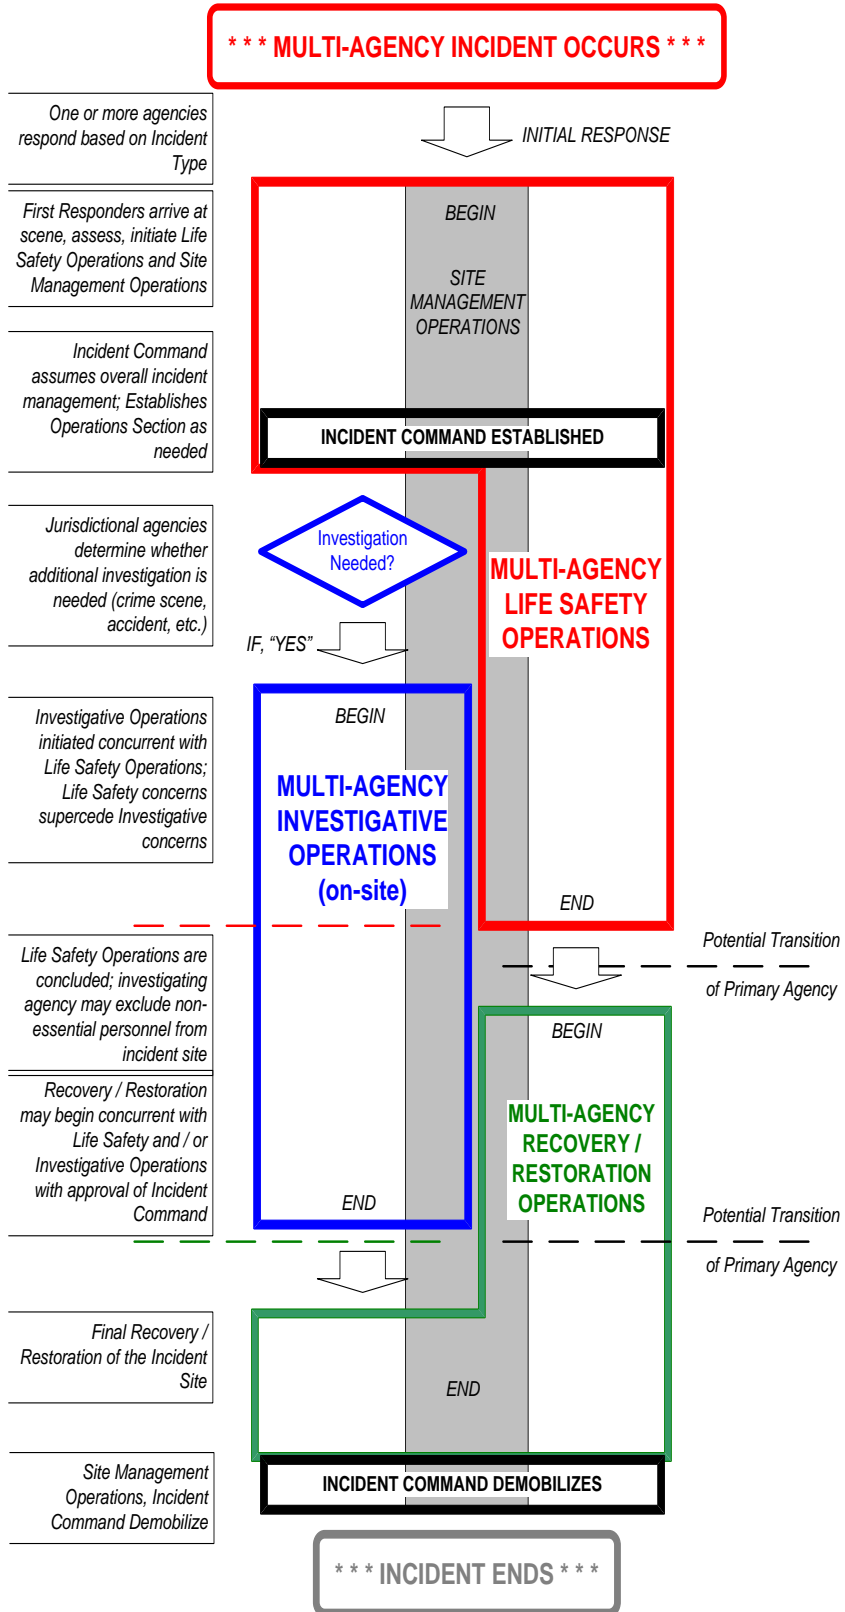 * * * MULTI-AGENCY INCIDENT OCCURS * * *
One or more agencies
respond based on Incident
Type
INITIAL RESPONSE
First Responders arrive at
scene, assess, initiate Life
Safety Operations and Site
Management Operations
BEGIN
SITE
MANAGEMENT
OPERATIONS
Incident Command
assumes overall incident
management; Establishes
Operations Section as
needed
INCIDENT COMMAND ESTABLISHED
Jurisdictional agencies
determine whether
additional investigation is
needed (crime scene,
accident, etc.)
Investigation
Needed?
MULTI-AGENCY
LIFE SAFETY
OPERATIONS
IF, “YES”
Investigative Operations
initiated concurrent with
Life Safety Operations;
Life Safety concerns
supercede Investigative
concerns
BEGIN
MULTI-AGENCY
INVESTIGATIVE
OPERATIONS
(on-site)
END
Life Safety Operations are
concluded; investigating
agency may exclude non-
essential personnel from
incident site
Potential Transition
of Primary Agency
BEGIN
Recovery / Restoration
may begin concurrent with
Life Safety and / or
Investigative Operations
with approval of Incident
Command
MULTI-AGENCY
RECOVERY /
RESTORATION
OPERATIONS
END
Potential Transition
of Primary Agency
Final Recovery /
Restoration of the Incident
Site
END
Site Management
Operations, Incident
Command Demobilize
INCIDENT COMMAND DEMOBILIZES
* * * INCIDENT ENDS * * *